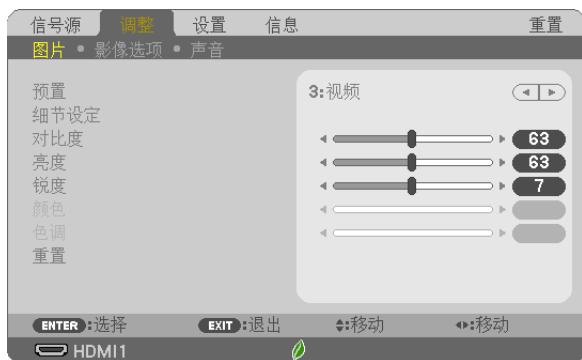 信号源 调整 设置 信息 重置
图片 • 影像选项 • 声音
预置 3:视频
细节设定
对比度 63
亮度 63
锐度 7
颜色
色调
重置
ENTER:选择 EXIT:退出 :移动 :移动
HDMI1